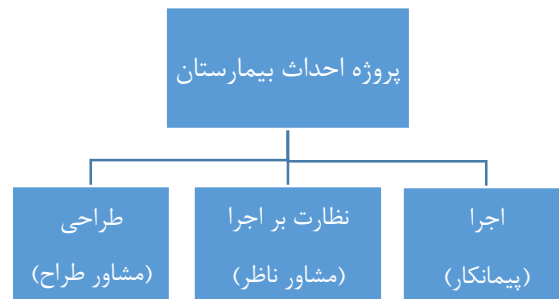 پروژه احداث بیمارستان
اجرا
(پیمانکار)
نظارت بر اجرا
(مشاور ناظر)
طراحی
(مشاور طراح)